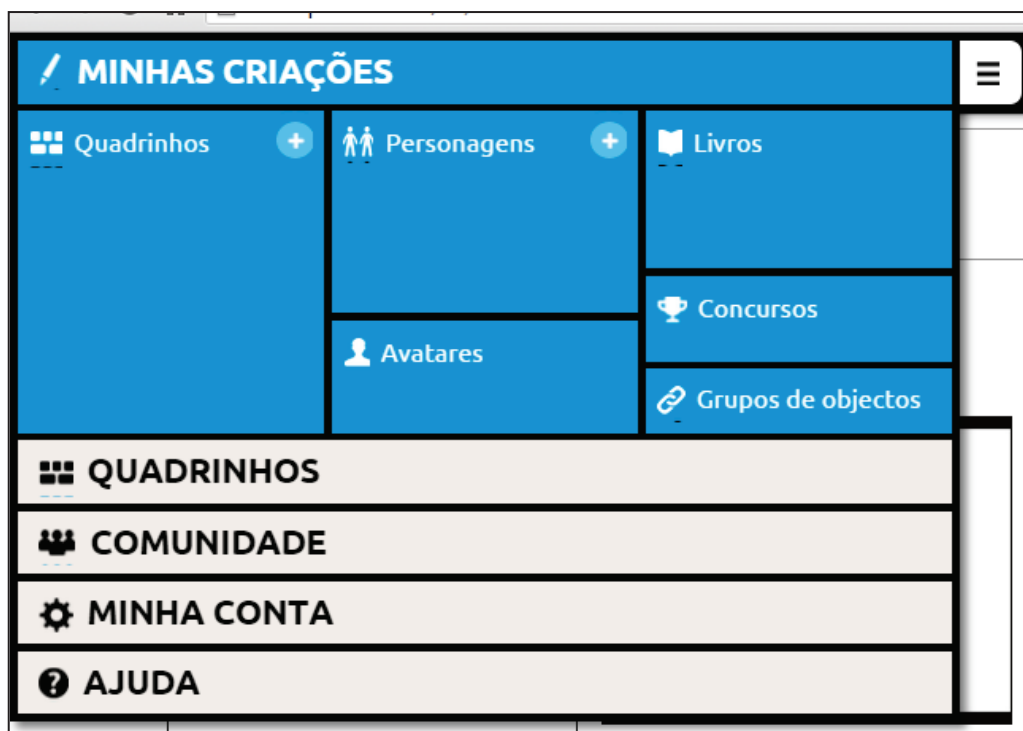 MINHAS CRIAÇÕES
Quadrinhos
Personagens
Livros
Concursos
Avatares
Grupos de objectos
QUADRINHOS
COMUNIDADE
MINHA CONTA
AJUDA